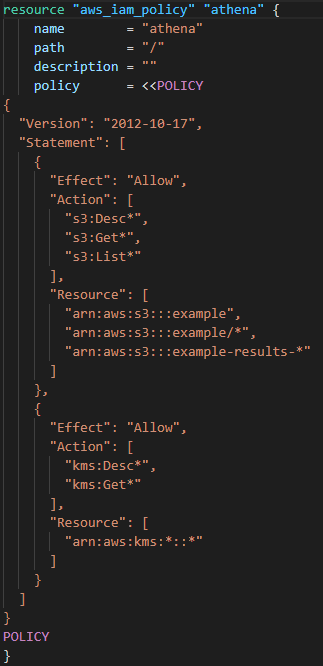 resource "aws_iam_policy" "athena" {
    name        = "athena"
    path        = "/"
    description = ""
    policy      = <<POLICY
{
  "Version": "2012-10-17",
  "Statement": [
    {
      "Effect": "Allow",
      "Action": [
        "s3:Desc*",
        "s3:Get*",
        "s3:List*"
      ],
      "Resource": [
        "arn:aws:s3:::example",
        "arn:aws:s3:::example/*",
        "arn:aws:s3:::example-results-*"
      ]
    },
    {
      "Effect": "Allow",
      "Action": [
        "kms:Desc*",
        "kms:Get*"
      ],
      "Resource": [
        "arn:aws:kms:*::*"
      ]
    }
  ]
}
POLICY
}